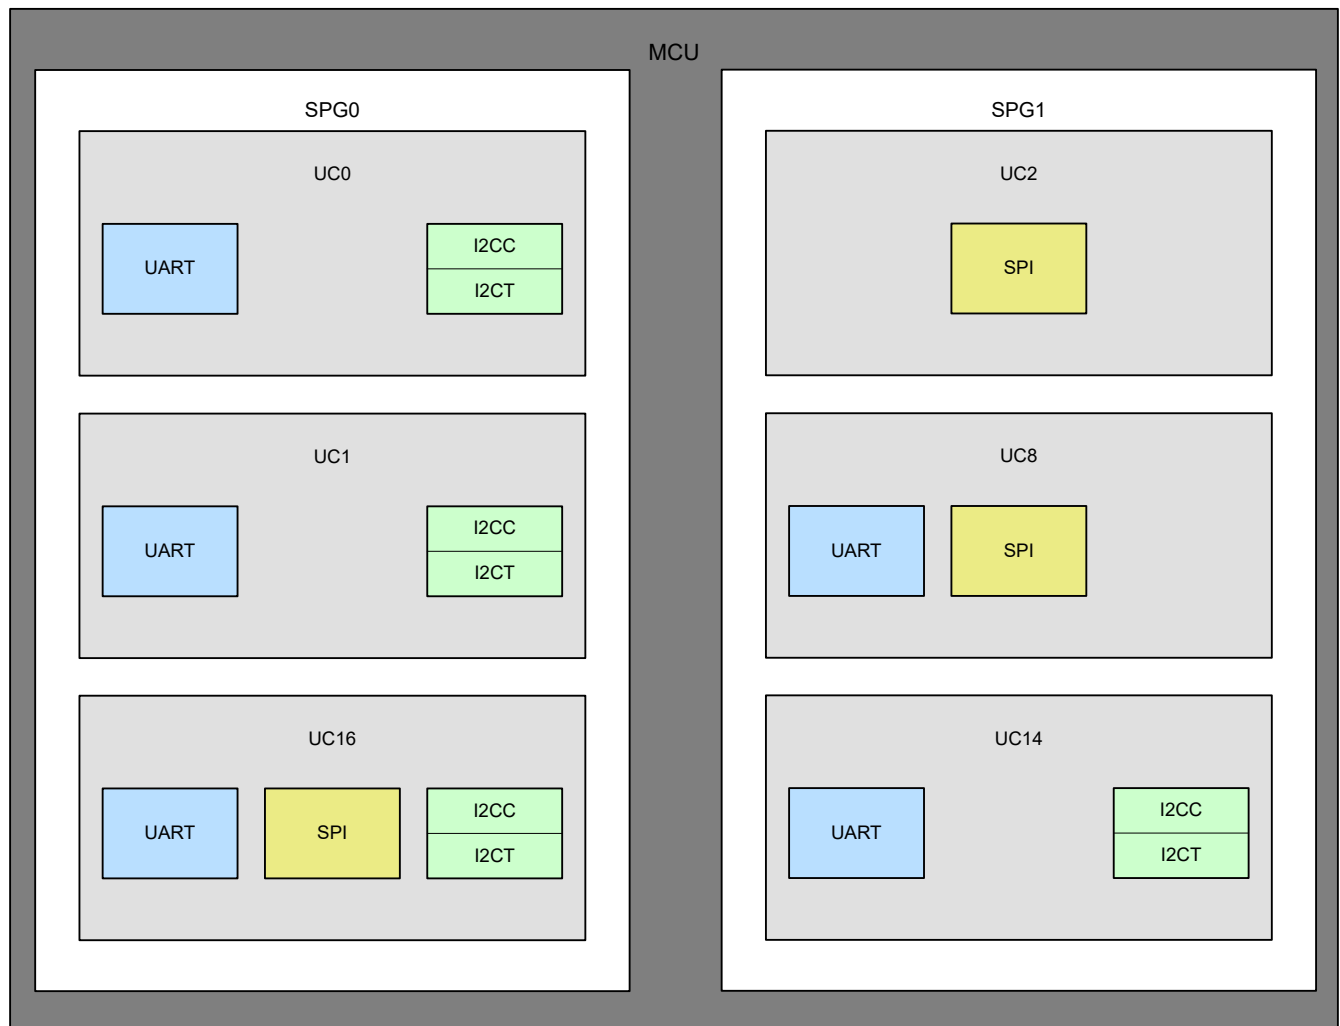 MCU
SPG0
UC0
UART
I2CC
I2CT
UC1
UART
I2CC
I2CT
UC16
UART
SPI
I2CC
I2CT
SPG1
UC2
SPI
UC8
UART
SPI
UC14
UART
I2CC
I2CT